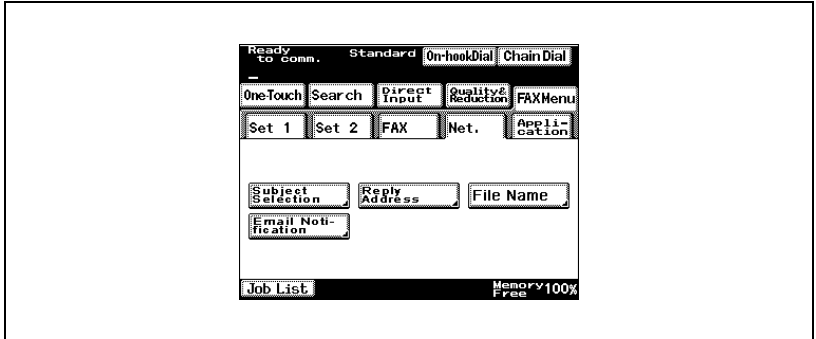 Ready
to comm. Standard On-hookDial Chain Dial
One-Touch Search Direct Input Quality& Reduction FAXMenu
Set 1 Set 2 FAX Net. Appli-
cation
Subject
Selection
Reply
Address
File Name
Email Noti-
fication
Job List Memory
Free 100%